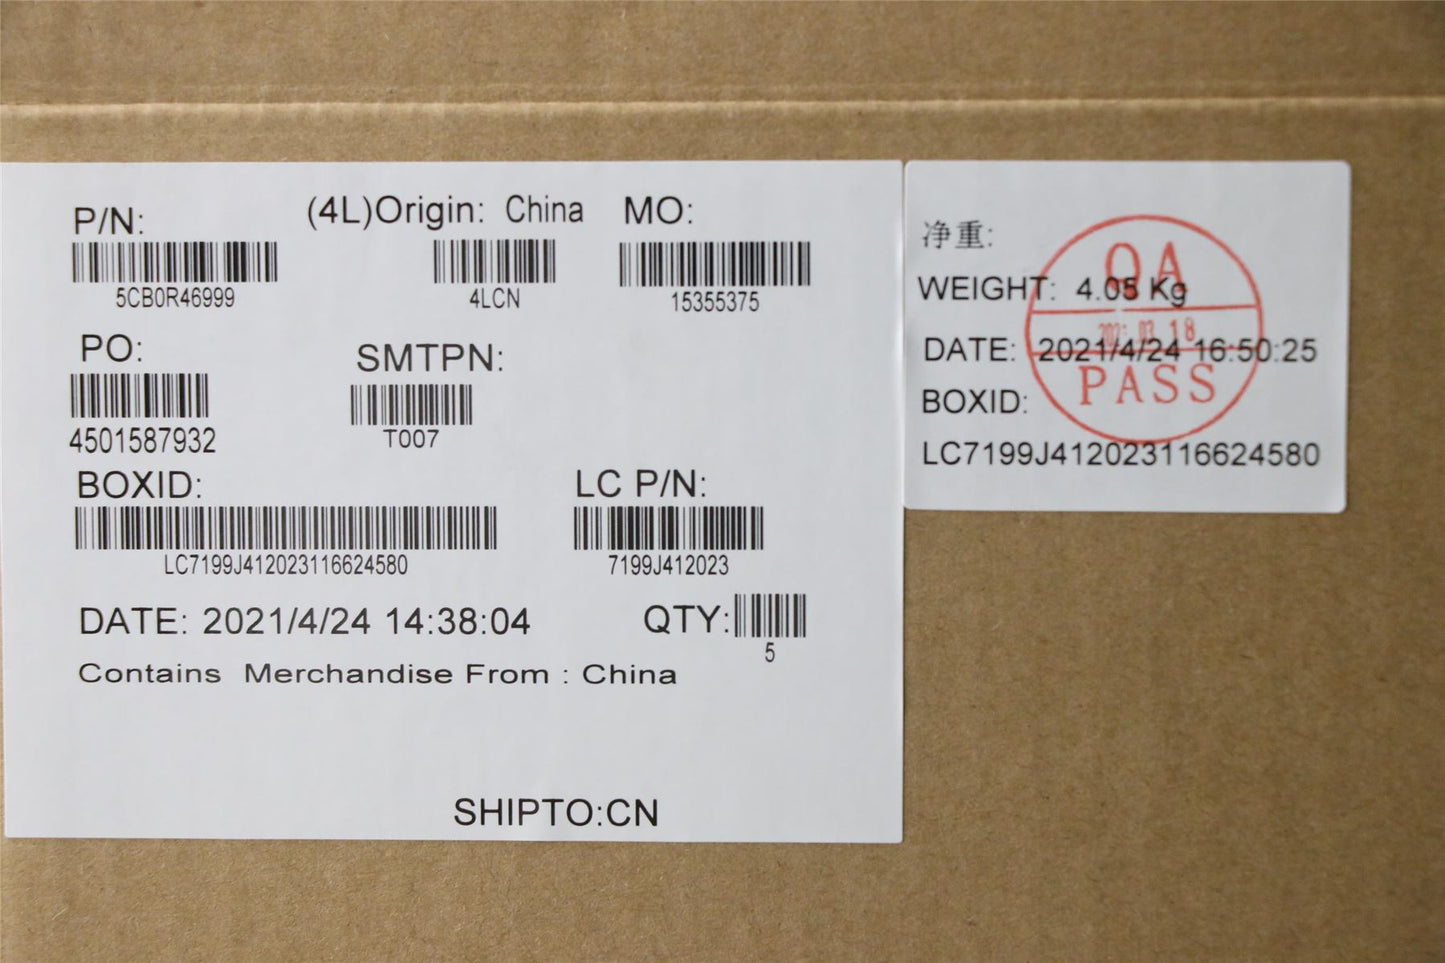 P/N:
5CB0R46999
(4L)Origin: China
4LCN
MO:
15355375
PO:
4501587932
SMTPN:
T007
BOXID:
LC7199J412023116624580
LC P/N:
7199J412023
DATE: 2021/4/24 14:38:04
QTY:
5
Contains Merchandise From : China
SHIPTO:CN
净重:
WEIGHT: 4.05 Kg
DATE: 2021/4/24 16:50:25
BOXID:
LC7199J412023116624580
QA
PASS